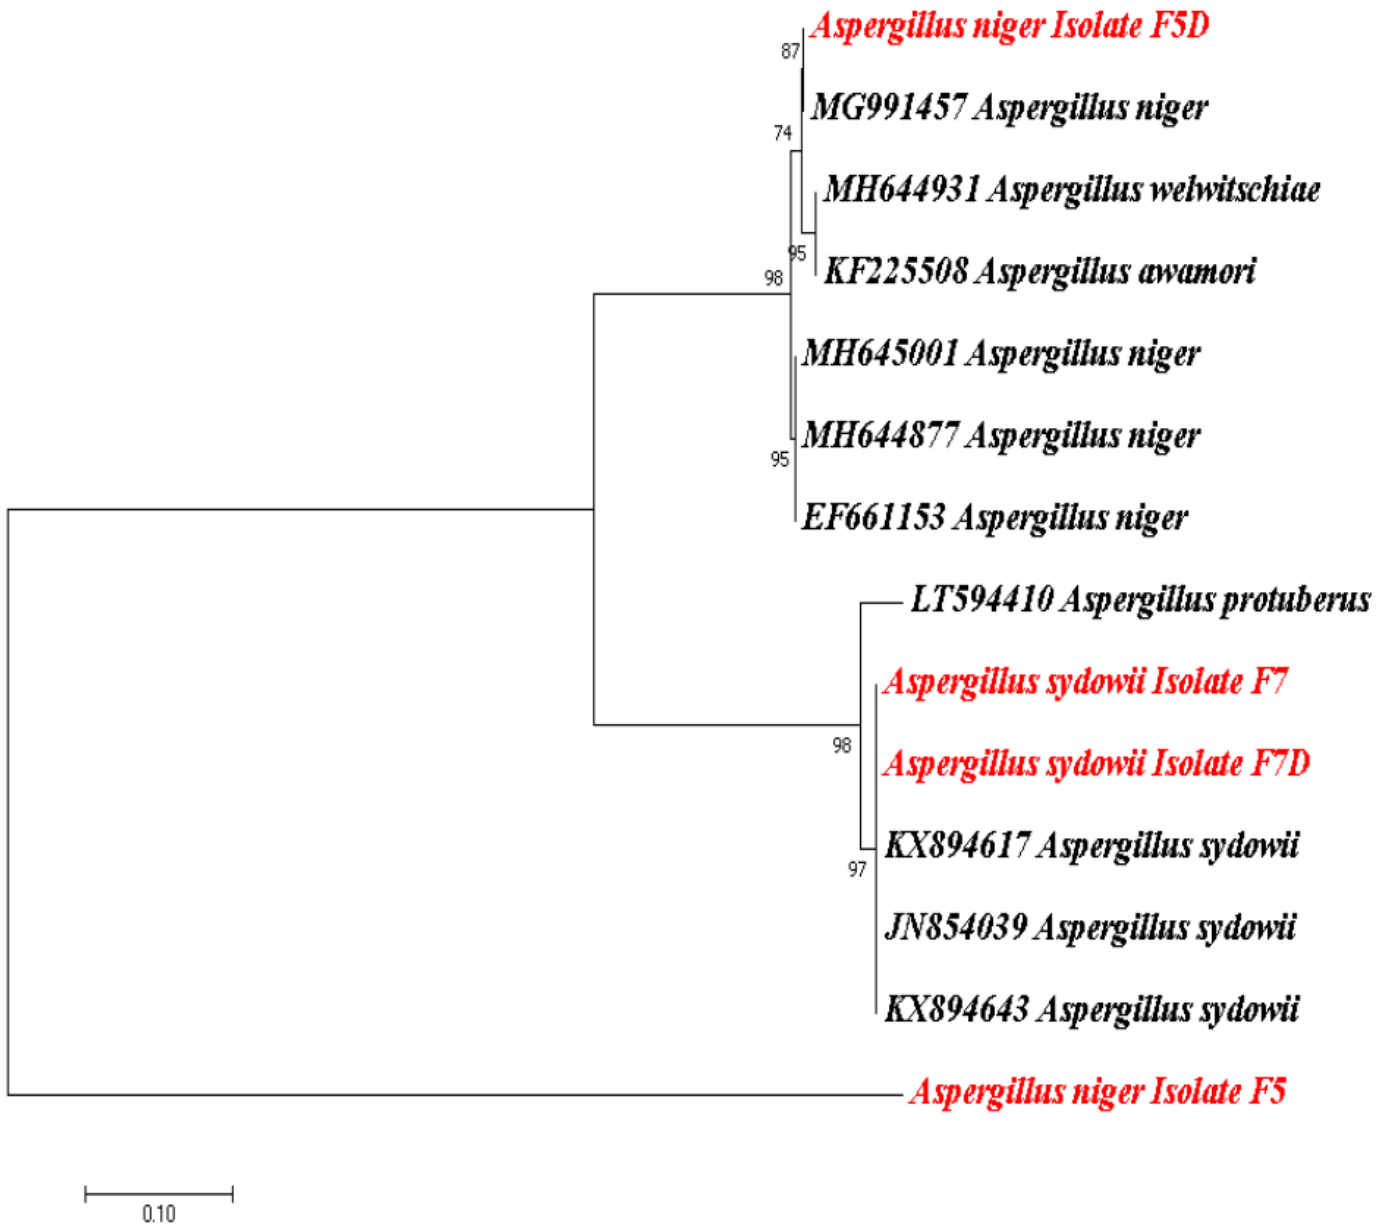 Aspergillus niger Isolate F5D
87
MG991457 Aspergillus niger
74
MH644931 Aspergillus welwitschiae
95
KF225508 Aspergillus awamori
98
MH645001 Aspergillus niger
MH644877 Aspergillus niger
95
EF661153 Aspergillus niger
LT594410 Aspergillus protuberus
Aspergillus sydowii Isolate F7
98
Aspergillus sydowii Isolate F7D
KX894617 Aspergillus sydowii
97
JN854039 Aspergillus sydowii
KX894643 Aspergillus sydowii
Aspergillus niger Isolate F5
0.10